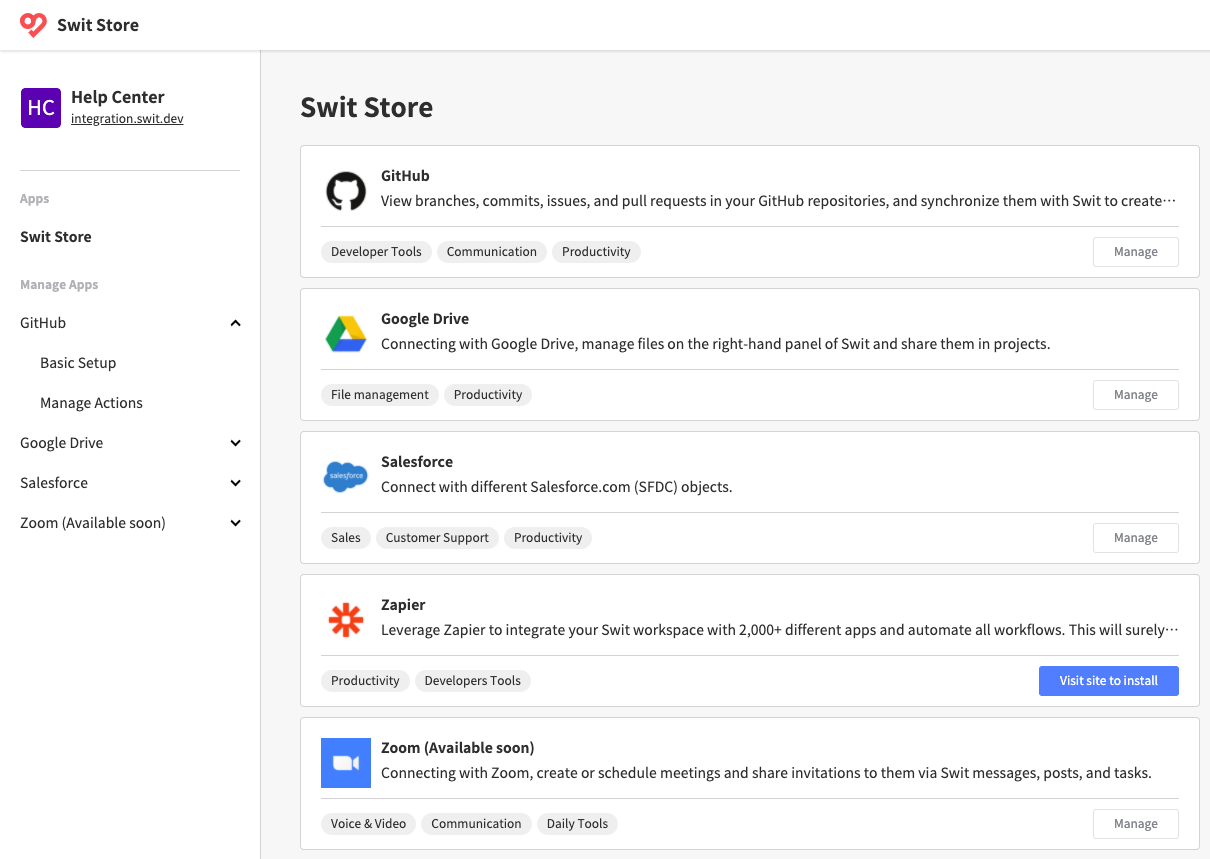 Swit Store
HC
Help Center
integration.swit.dev
Apps
Swit Store
Manage Apps
GitHub
Basic Setup
Manage Actions
Google Drive
Salesforce
Zoom (Available soon)
Swit Store
GitHub
View branches, commits, issues, and pull requests in your GitHub repositories, and synchronize them with Swit to create···
Developer Tools Communication Productivity Manage
Google Drive
Connecting with Google Drive, manage files on the right-hand panel of Swit and share them in projects.
File management Productivity Manage
salesforce
Salesforce
Connect with different Salesforce.com (SFDC) objects.
Sales Customer Support Productivity Manage
Zapier
Leverage Zapier to integrate your Swit workspace with 2,000+ different apps and automate all workflows. This will surely···
Productivity Developers Tools Visit site to install
Zoom (Available soon)
Connecting with Zoom, create or schedule meetings and share invitations to them via Swit messages, posts, and tasks.
Voice & Video Communication Daily Tools Manage